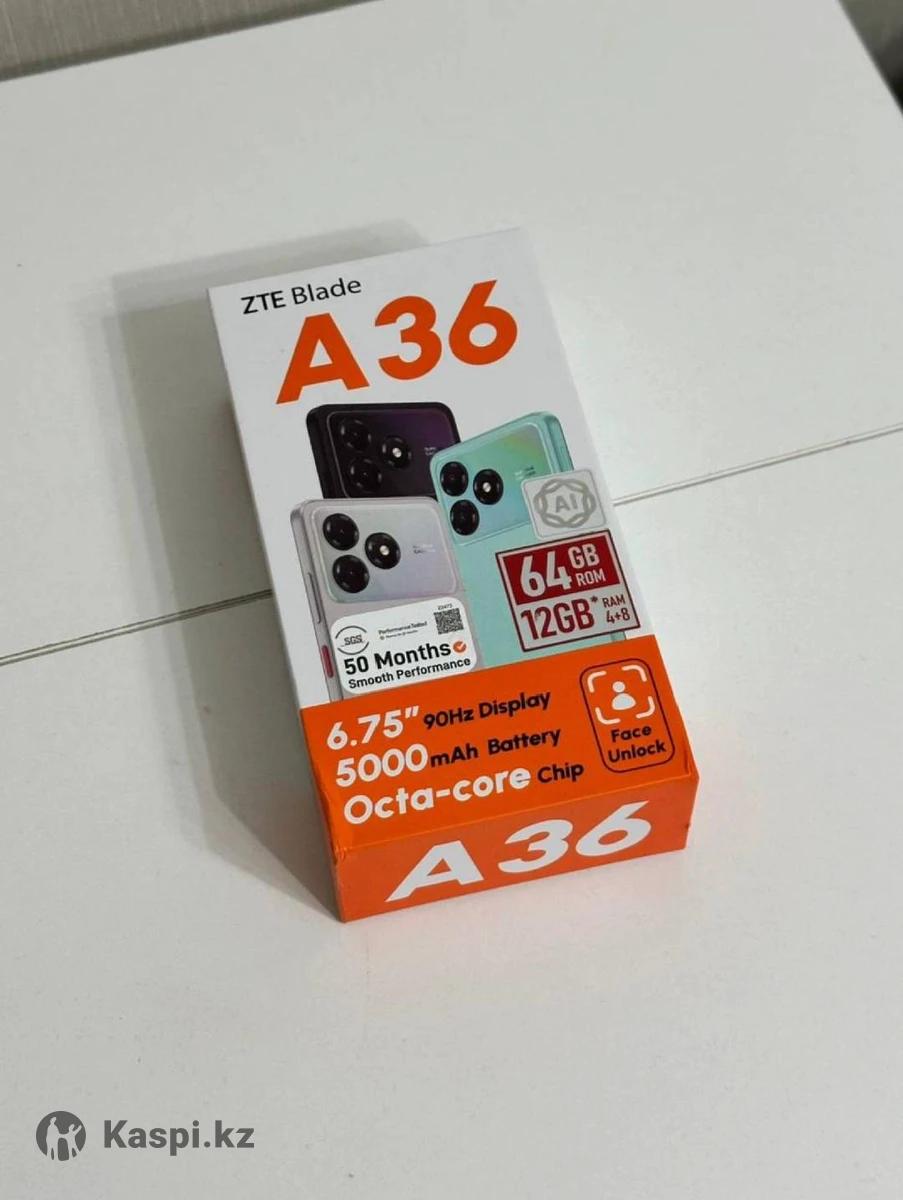 ZTE Blade
A36
AI
64 GB ROM
12GB* RAM 4+8
SGS
Performance Tested
50 Months
Smooth Performance
6.75" 90Hz Display
5000mAh Battery
Octa-core Chip
Face
Unlock
A36
Kaspi.kz